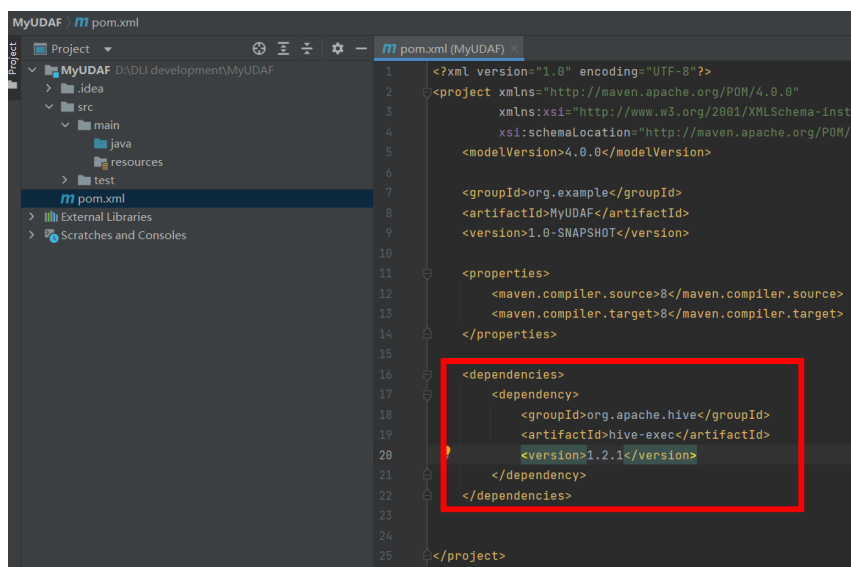 MyUDAF pom.xml
Project
Project
MyUDAF D:\DLI development\MyUDAF
.idea
src
main
java
resources
test
pom.xml
External Libraries
Scratches and Consoles
pom.xml (MyUDAF)
1 <?xml version="1.0" encoding="UTF-8"?>
2 <project xmlns="http://maven.apache.org/POM/4.0.0"
3 xmlns:xsi="http://www.w3.org/2001/XMLSchema-inst
4 xsi:schemaLocation="http://maven.apache.org/POM/
5 <modelVersion>4.0.0</modelVersion>
6
7 <groupId>org.example</groupId>
8 <artifactId>MyUDAF</artifactId>
9 <version>1.0-SNAPSHOT</version>
10
11 <properties>
12 <maven.compiler.source>8</maven.compiler.source>
13 <maven.compiler.target>8</maven.compiler.target>
14 </properties>
15
16 <dependencies>
17 <dependency>
18 <groupId>org.apache.hive</groupId>
19 <artifactId>hive-exec</artifactId>
20 <version>1.2.1</version>
21 </dependency>
22 </dependencies>
23
24
25 </project>